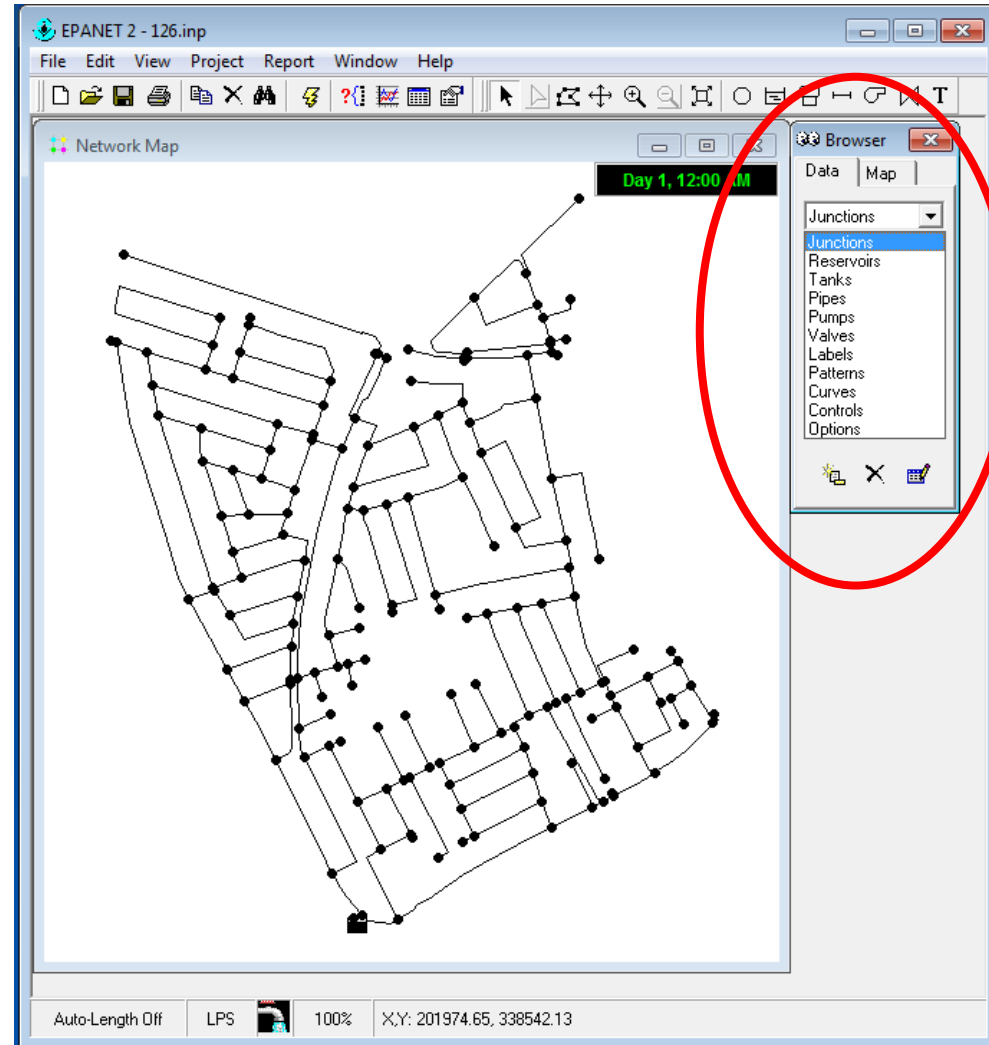 EPANET 2 - 126.inp
File Edit View Project Report Window Help
T
Network Map
Day 1, 12:00 AM
Browser
Data Map
Junctions
Junctions
Reservoirs
Tanks
Pipes
Pumps
Valves
Labels
Patterns
Curves
Controls
Options
Auto-Length Off LPS 100% X,Y: 201974.65, 338542.13